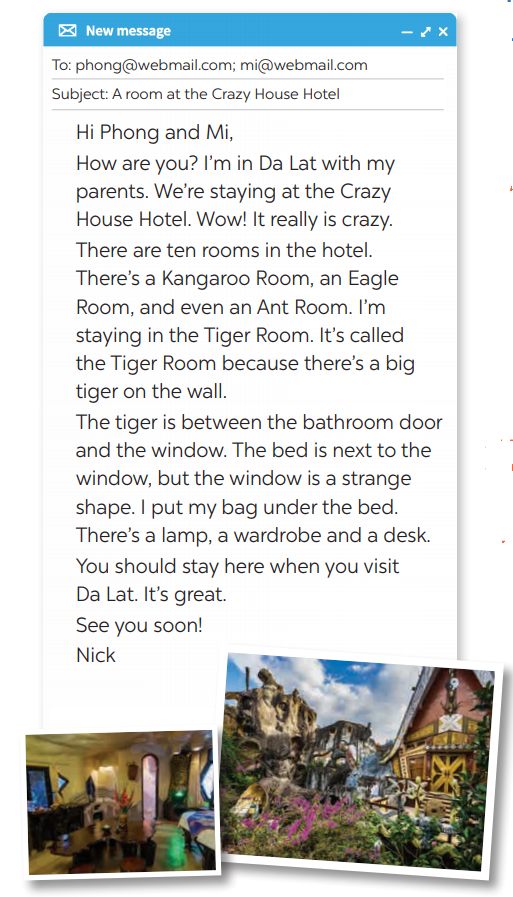 New message
To: phong@webmail.com; mi@webmail.com
Subject: A room at the Crazy House Hotel
Hi Phong and Mi,
How are you? I'm in Da Lat with my
parents. We're staying at the Crazy
House Hotel. Wow! It really is crazy.
There are ten rooms in the hotel.
There's a Kangaroo Room, an Eagle
Room, and even an Ant Room. I'm
staying in the Tiger Room. It's called
the Tiger Room because there's a big
tiger on the wall.
The tiger is between the bathroom door
and the window. The bed is next to the
window, but the window is a strange
shape. I put my bag under the bed.
There's a lamp, a wardrobe and a desk.
You should stay here when you visit
Da Lat. It's great.
See you soon!
Nick